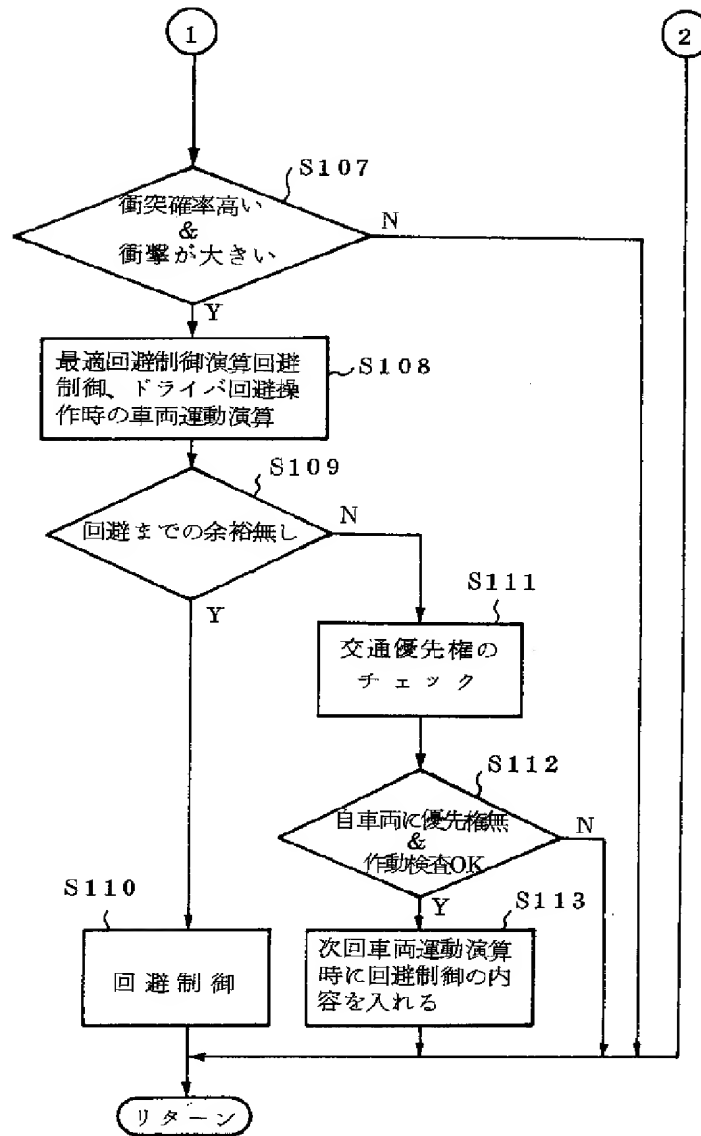 1
2
S107
衝突確率高い
&
衝撃が大きい
N
Y
最適回避制御演算回避
制御、ドライバ回避操
作時の車両運動演算
S108
S109
回避までの余裕無し
N
Y
S111
交通優先権の
チェック
S112
自車両に優先権無
&
作動検査OK
N
Y
S110
回避制御
S113
次回車両運動演算
時に回避制御の内
容を入れる
リターン